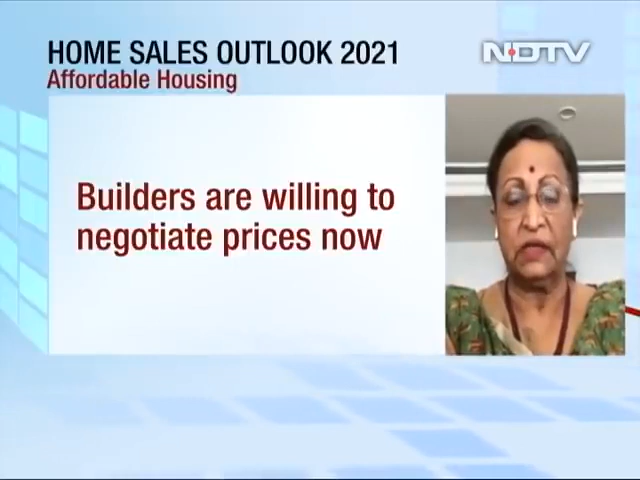 HOME SALES OUTLOOK 2021
NDTV
Affordable Housing
Builders are willing to
negotiate prices now